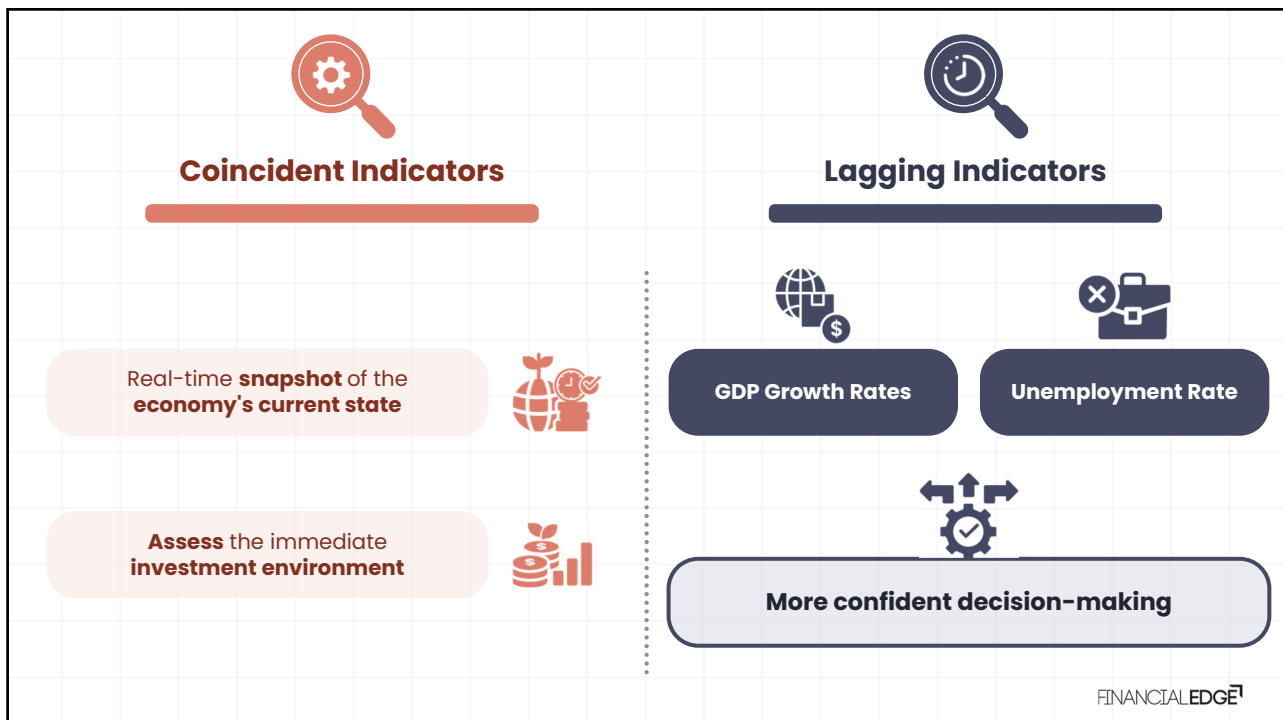 Coincident Indicators
Real-time snapshot of the
economy's current state
Assess the immediate
investment environment
Lagging Indicators
$
GDP Growth Rates
Unemployment Rate
More confident decision-making
$
$
FINANCIALEDGE